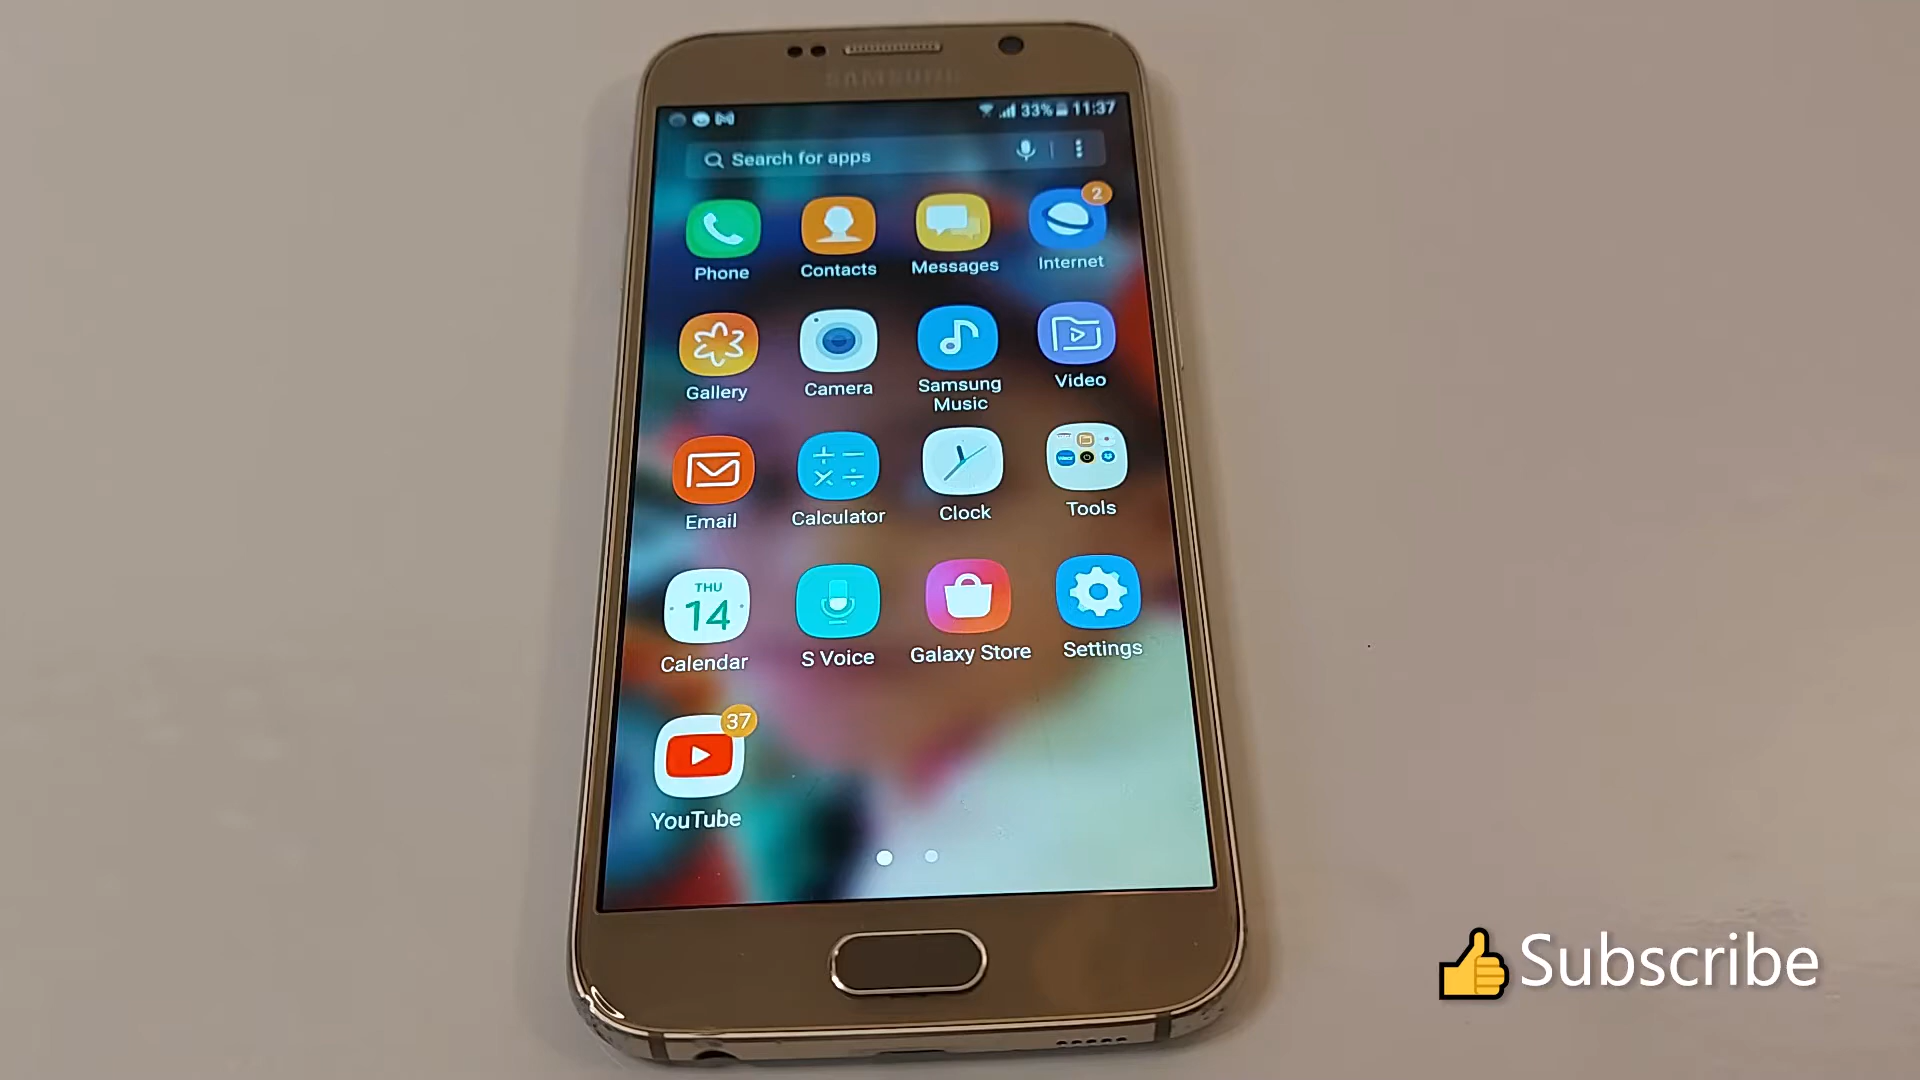 SAMSUNG
33% 11:37
Search for apps
2
Phone Contacts Messages Internet
Gallery Camera Samsung Music Video
Email Calculator Clock Tools
THU
14
Calendar S Voice Galaxy Store Settings
37
YouTube
Subscribe